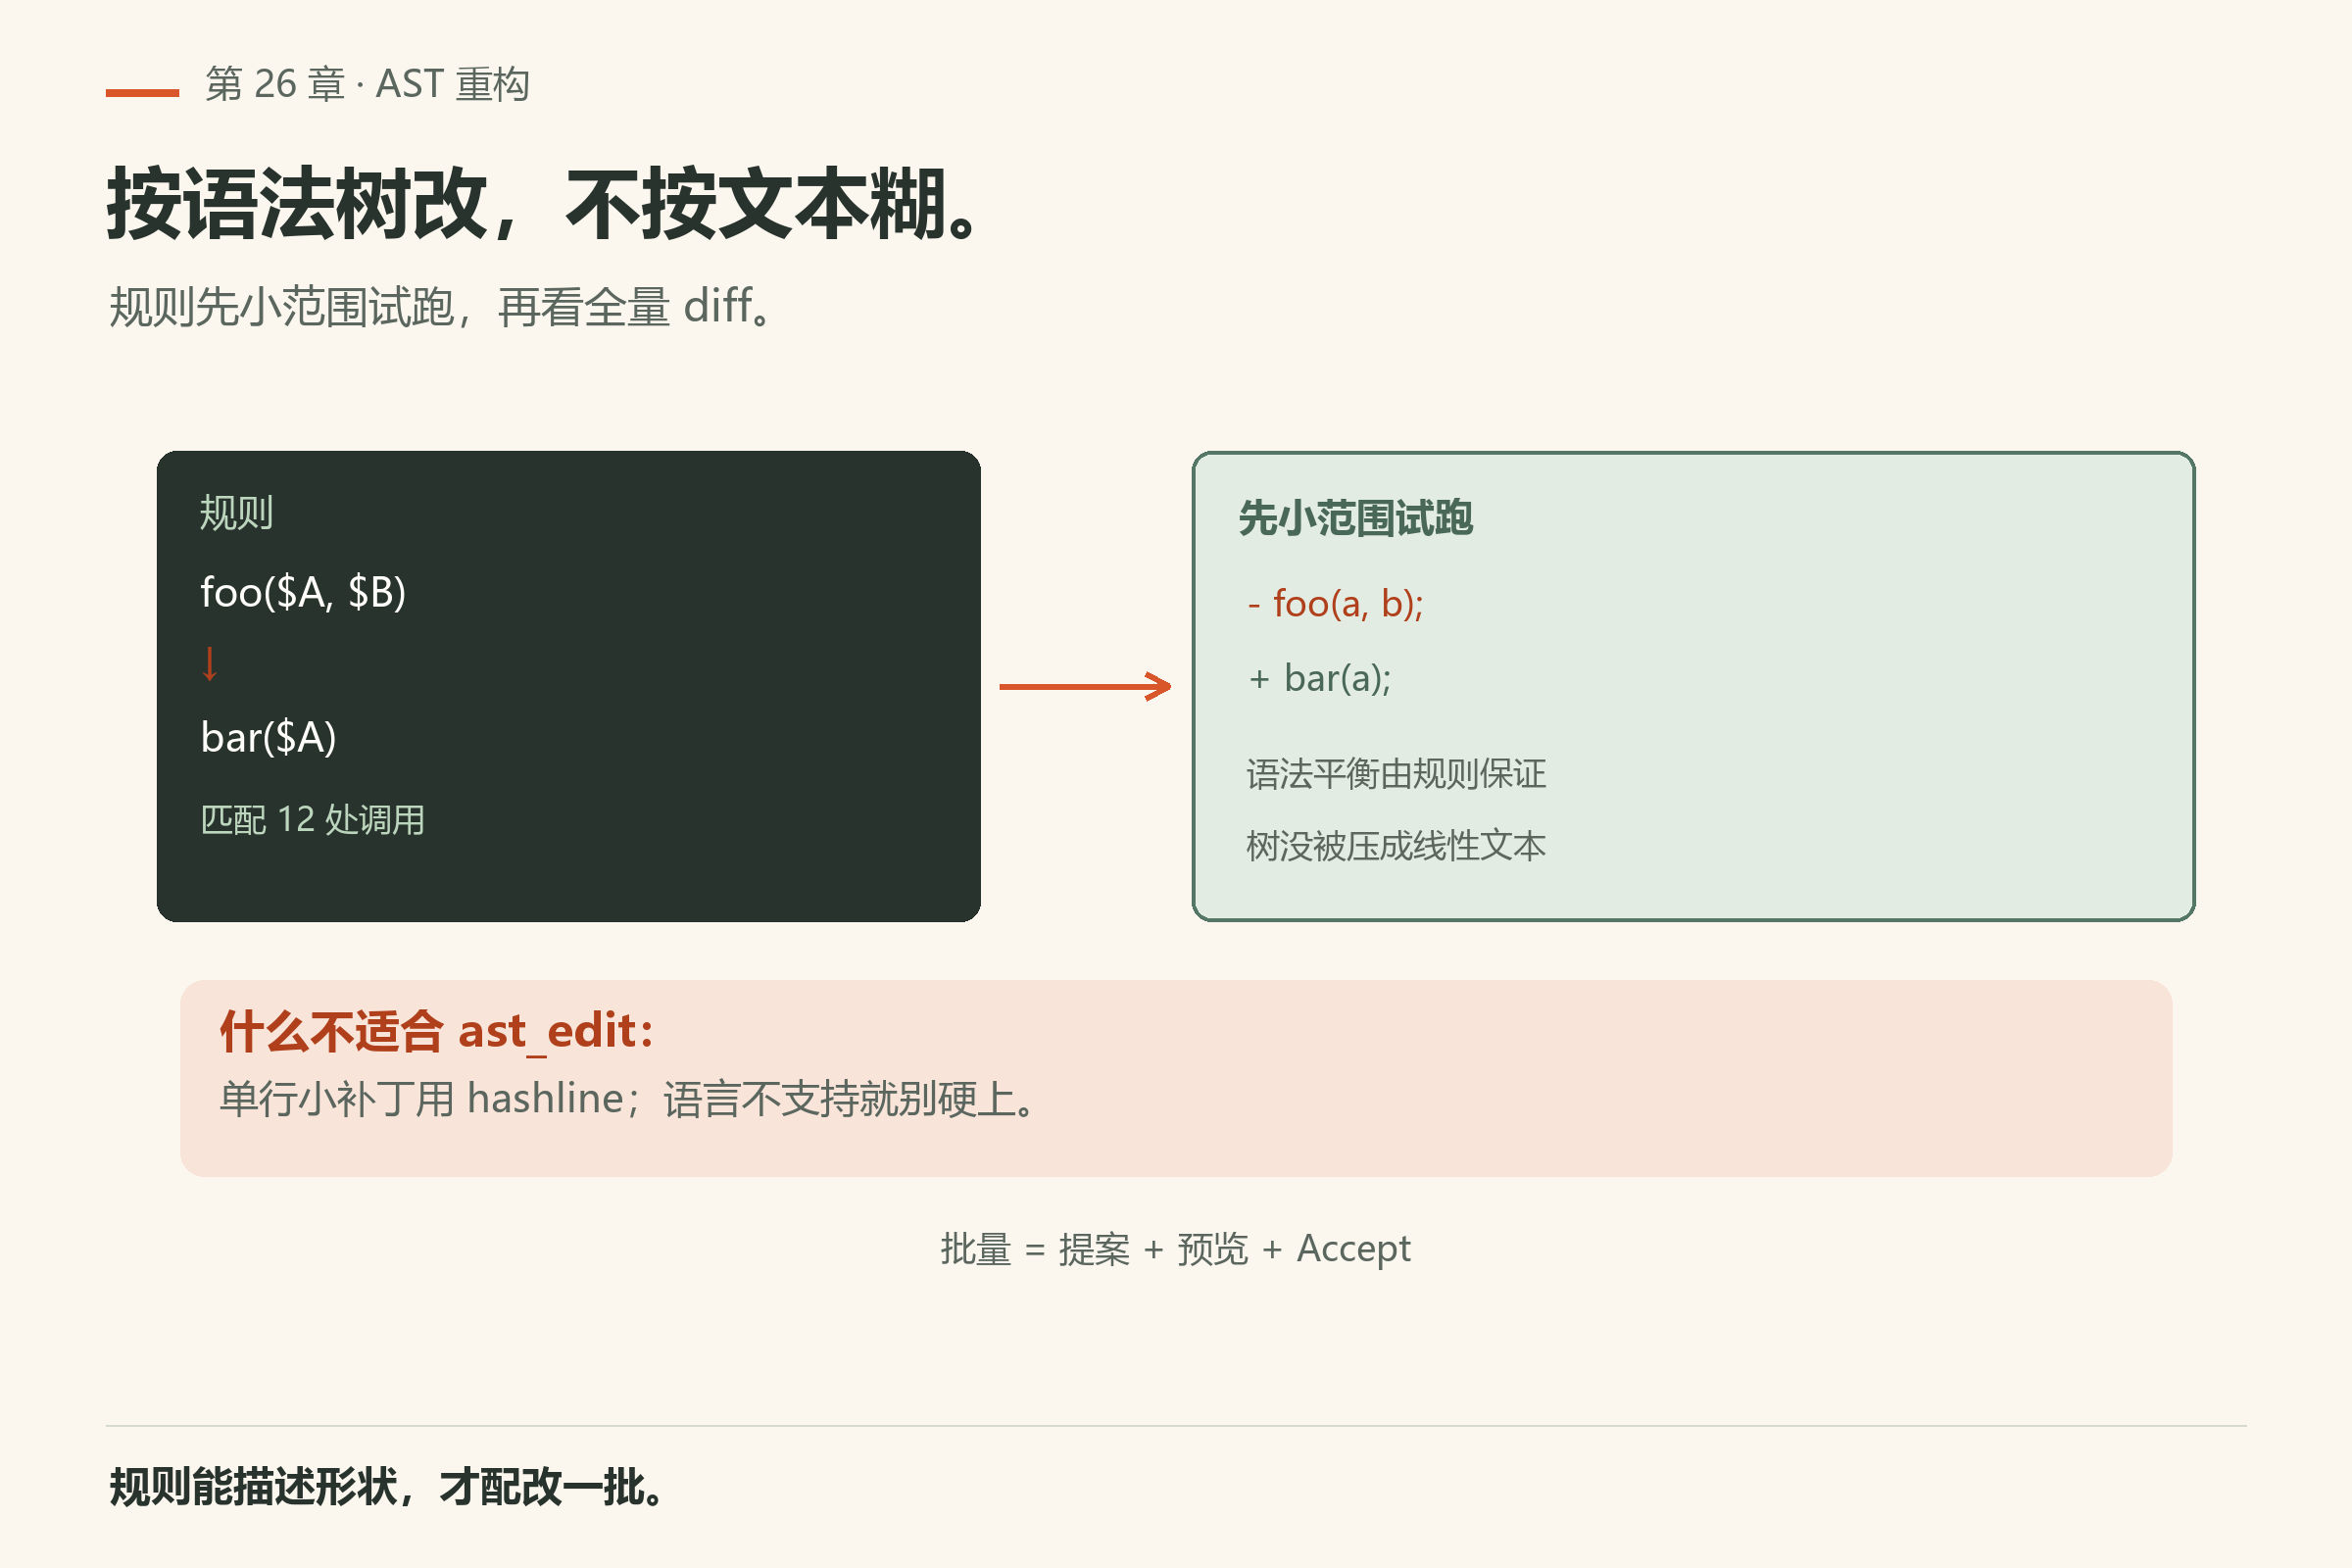 第 26 章 · AST 重构
按语法树改，不按文本糊。
规则先小范围试跑，再看全量 diff。
规则
foo($A, $B)
↓
bar($A)
匹配 12 处调用
先小范围试跑
- foo(a, b);
+ bar(a);
语法平衡由规则保证
树没被压成线性文本
什么不适合 ast_edit：
单行小补丁用 hashline；语言不支持就别硬上。
批量 = 提案 + 预览 + Accept
规则能描述形状，才配改一批。